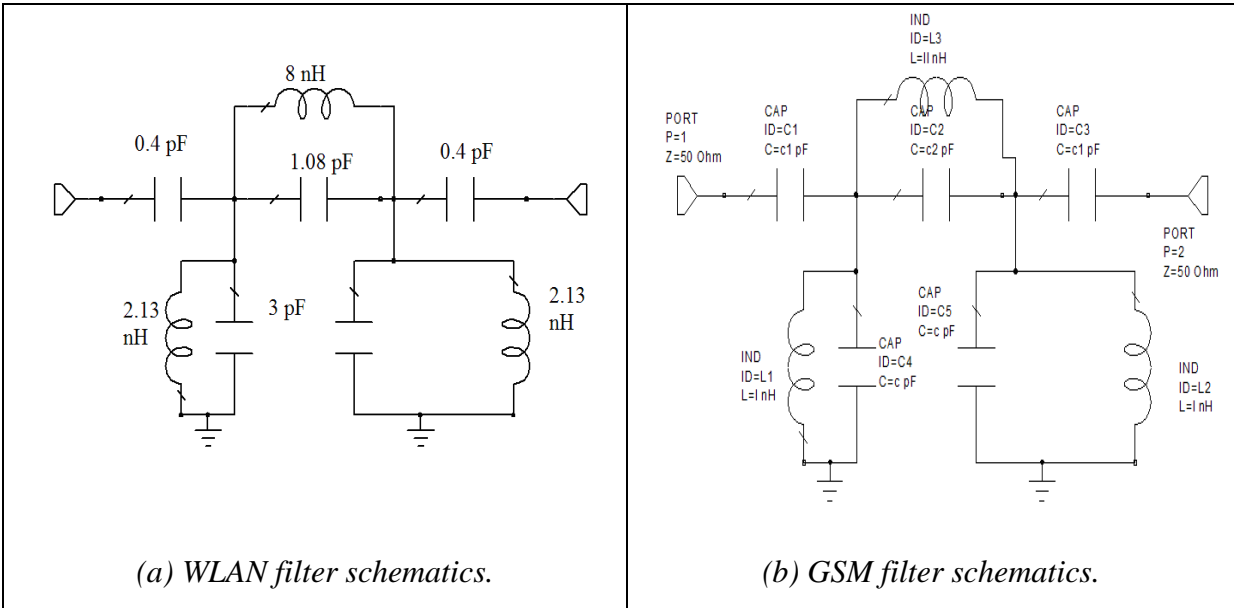 8 nH
0.4 pF
1.08 pF
0.4 pF
2.13
nH
3 pF
2.13
nH
(a) WLAN filter schematics.
IND
ID=L3
L=ll nH
PORT
P=1
Z=50 Ohm
CAP
ID=C1
C=c1 pF
CAP
ID=C2
C=c2 pF
CAP
ID=C3
C=c1 pF
PORT
P=2
Z=50 Ohm
IND
ID=L1
L=l nH
CAP
ID=C4
C=c pF
CAP
ID=C5
C=c pF
IND
ID=L2
L=l nH
(b) GSM filter schematics.